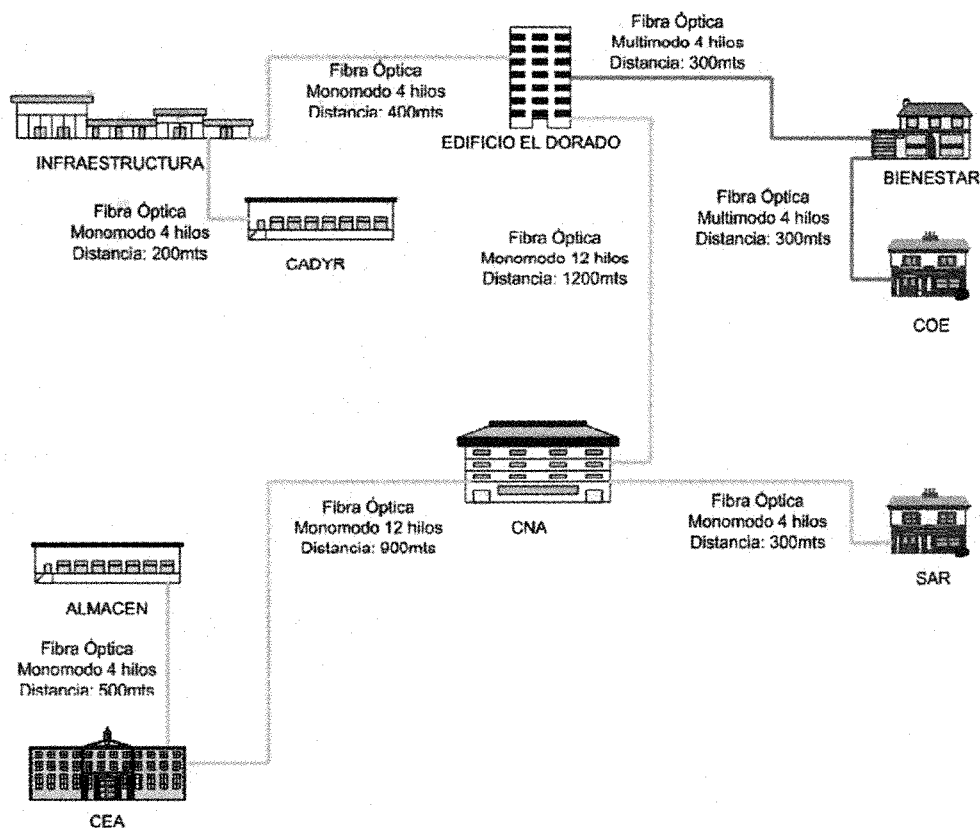 Fibra Óptica
Multimodo 4 hilos
Distancia: 300mts
Fibra Óptica
Monomodo 4 hilos
Distancia: 400mts
EDIFICIO EL DORADO
INFRAESTRUCTURA
BIENESTAR
Fibra Óptica
Multimodo 4 hilos
Distancia: 300mts
Fibra Óptica
Monomodo 4 hilos
Distancia: 200mts
CADYR
Fibra Óptica
Monomodo 12 hilos
Distancia: 1200mts
COE
Fibra Óptica
Monomodo 12 hilos
Distancia: 900mts
CNA
Fibra Óptica
Monomodo 4 hilos
Distancia: 300mts
SAR
ALMACEN
Fibra Óptica
Monomodo 4 hilos
Distancia: 500mts
CEA